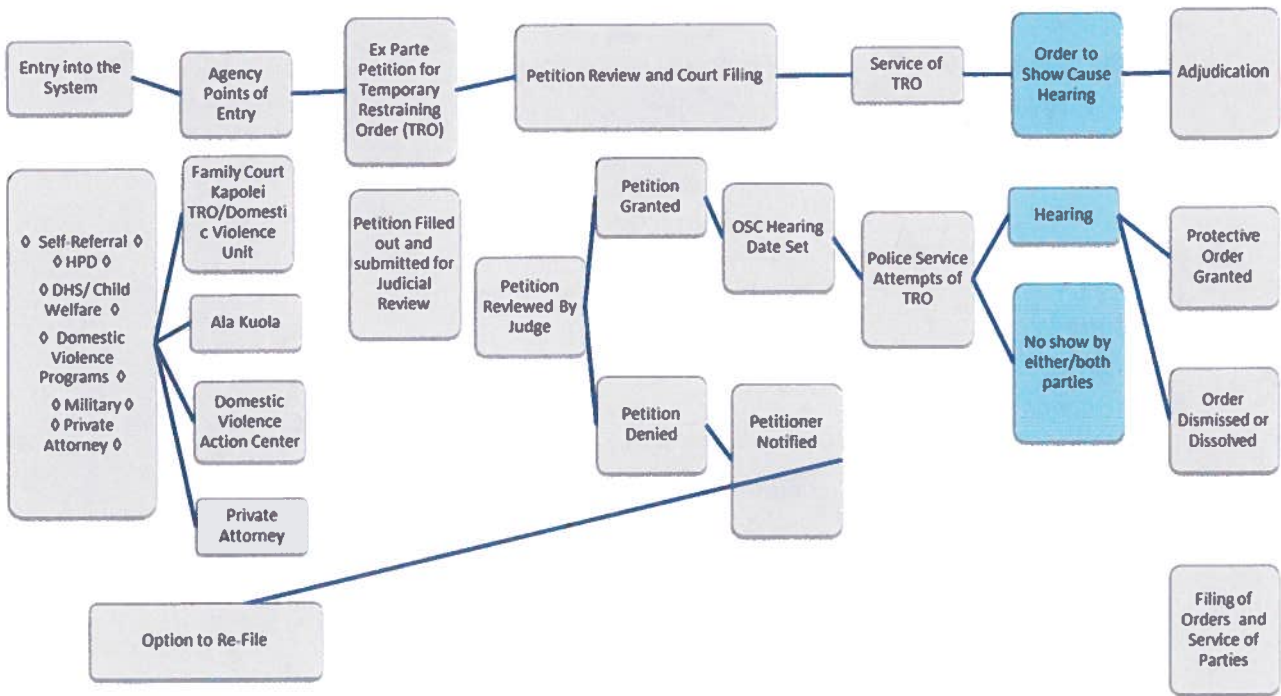 Entry into the
System
Agency
Points of
Entry
Ex Parte
Petition for
Temporary
Restraining
Order (TRO)
Petition Review and Court Filing
Service of
TRO
Order to
Show Cause
Hearing
Adjudication
◊ Self-Referral ◊
◊ HPD ◊
◊ DHS/ Child
Welfare ◊
◊ Domestic
Violence
Programs ◊
◊ Military ◊
◊ Private
Attorney ◊
Family Court
Kapolei
TRO/Domesti
c Violence
Unit
Ala Kuola
Domestic
Violence
Action Center
Private
Attorney
Petition Filled
out and
submitted for
Judicial
Review
Petition
Reviewed By
Judge
Petition
Granted
Petition
Denied
OSC Hearing
Date Set
Petitioner
Notified
Police Service
Attempts of
TRO
Hearing
No show by
either/both
parties
Protective
Order
Granted
Order
Dismissed or
Dissolved
Option to Re-File
Filing of
Orders and
Service of
Parties